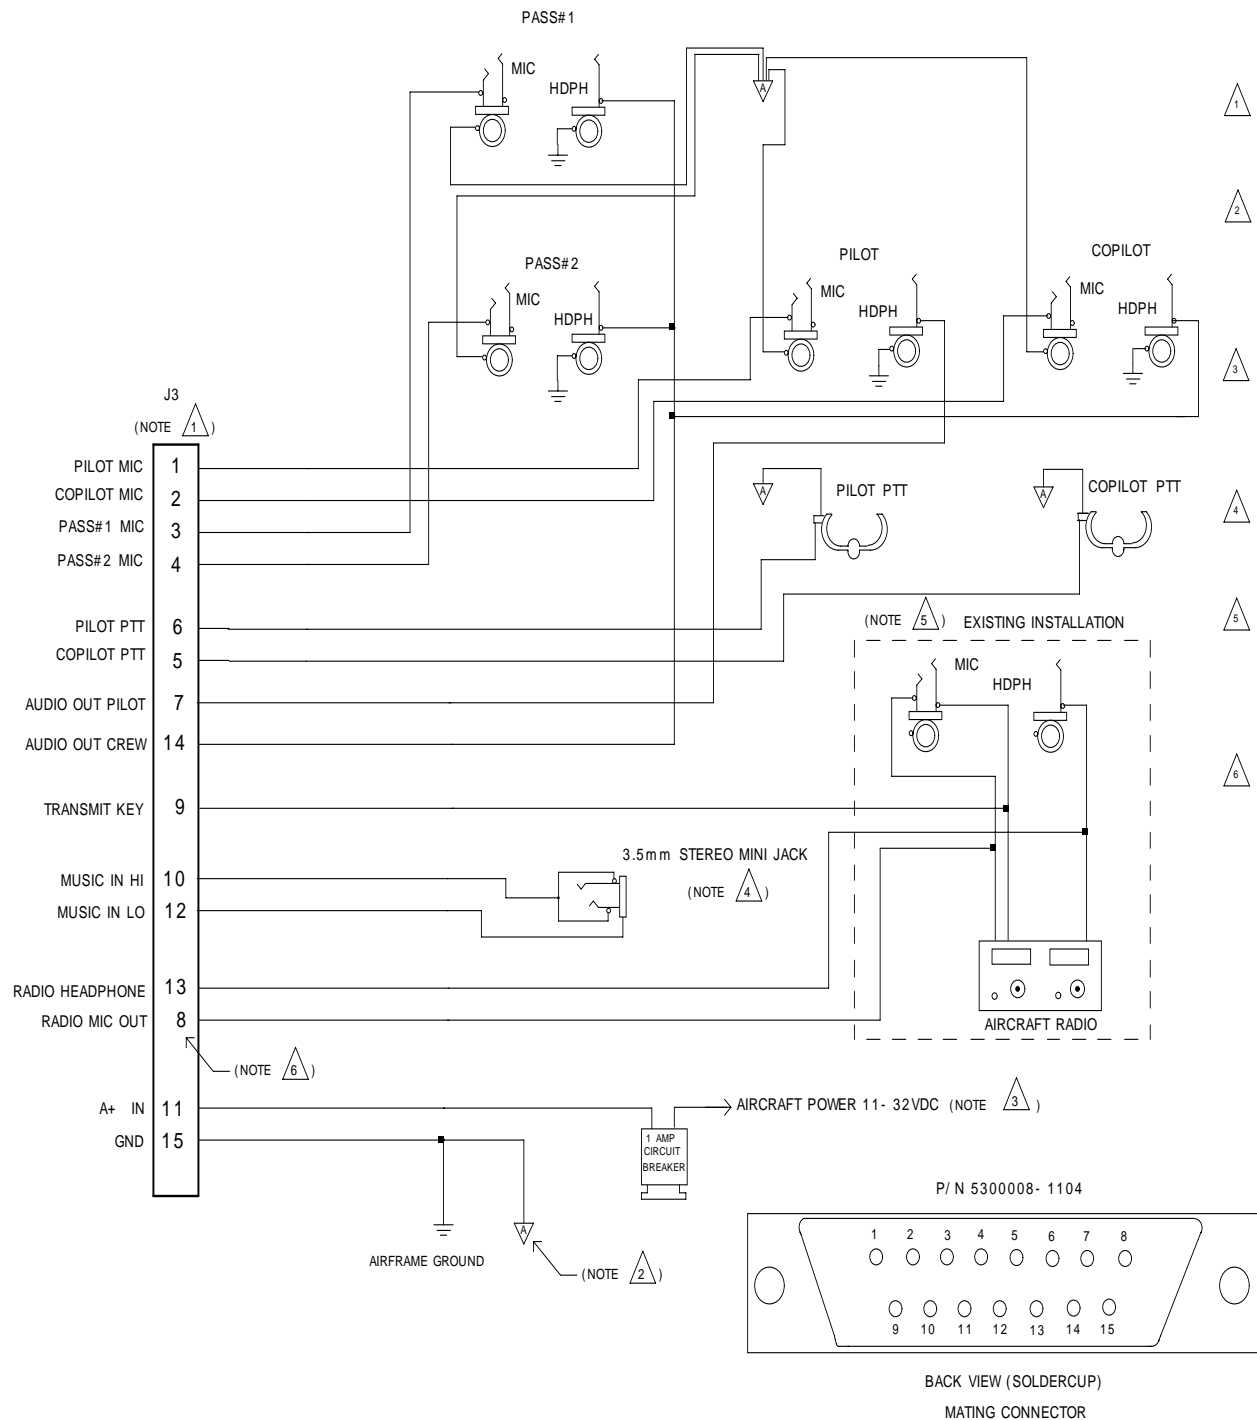 PASS#1
MIC
HDPH
A
1
2
PASS#2
MIC
HDPH
PILOT
MIC
HDPH
COPILOT
MIC
HDPH
3
J3
(NOTE 1)
PILOT MIC 1
COPILOT MIC 2
PASS#1 MIC 3
PASS#2 MIC 4
PILOT PTT 6
COPILOT PTT 5
AUDIO OUT PILOT 7
AUDIO OUT CREW 14
TRANSMIT KEY 9
MUSIC IN HI 10
MUSIC IN LO 12
RADIO HEADPHONE 13
RADIO MIC OUT 8
(NOTE 6)
A+ IN 11
GND 15
A
PILOT PTT
A
COPILOT PTT
4
(NOTE 5) EXISTING INSTALLATION
5
MIC
HDPH
6
3.5mm STEREO MINI JACK
(NOTE 4)
AIRCRAFT RADIO
AIRCRAFT POWER 11-32VDC (NOTE 3)
1 AMP
CIRCUIT
BREAKER
AIRFRAME GROUND
A
(NOTE 2)
P/N 5300008-1104
1 2 3 4 5 6 7 8
9 10 11 12 13 14 15
BACK VIEW (SOLDERCUP)
MATING CONNECTOR